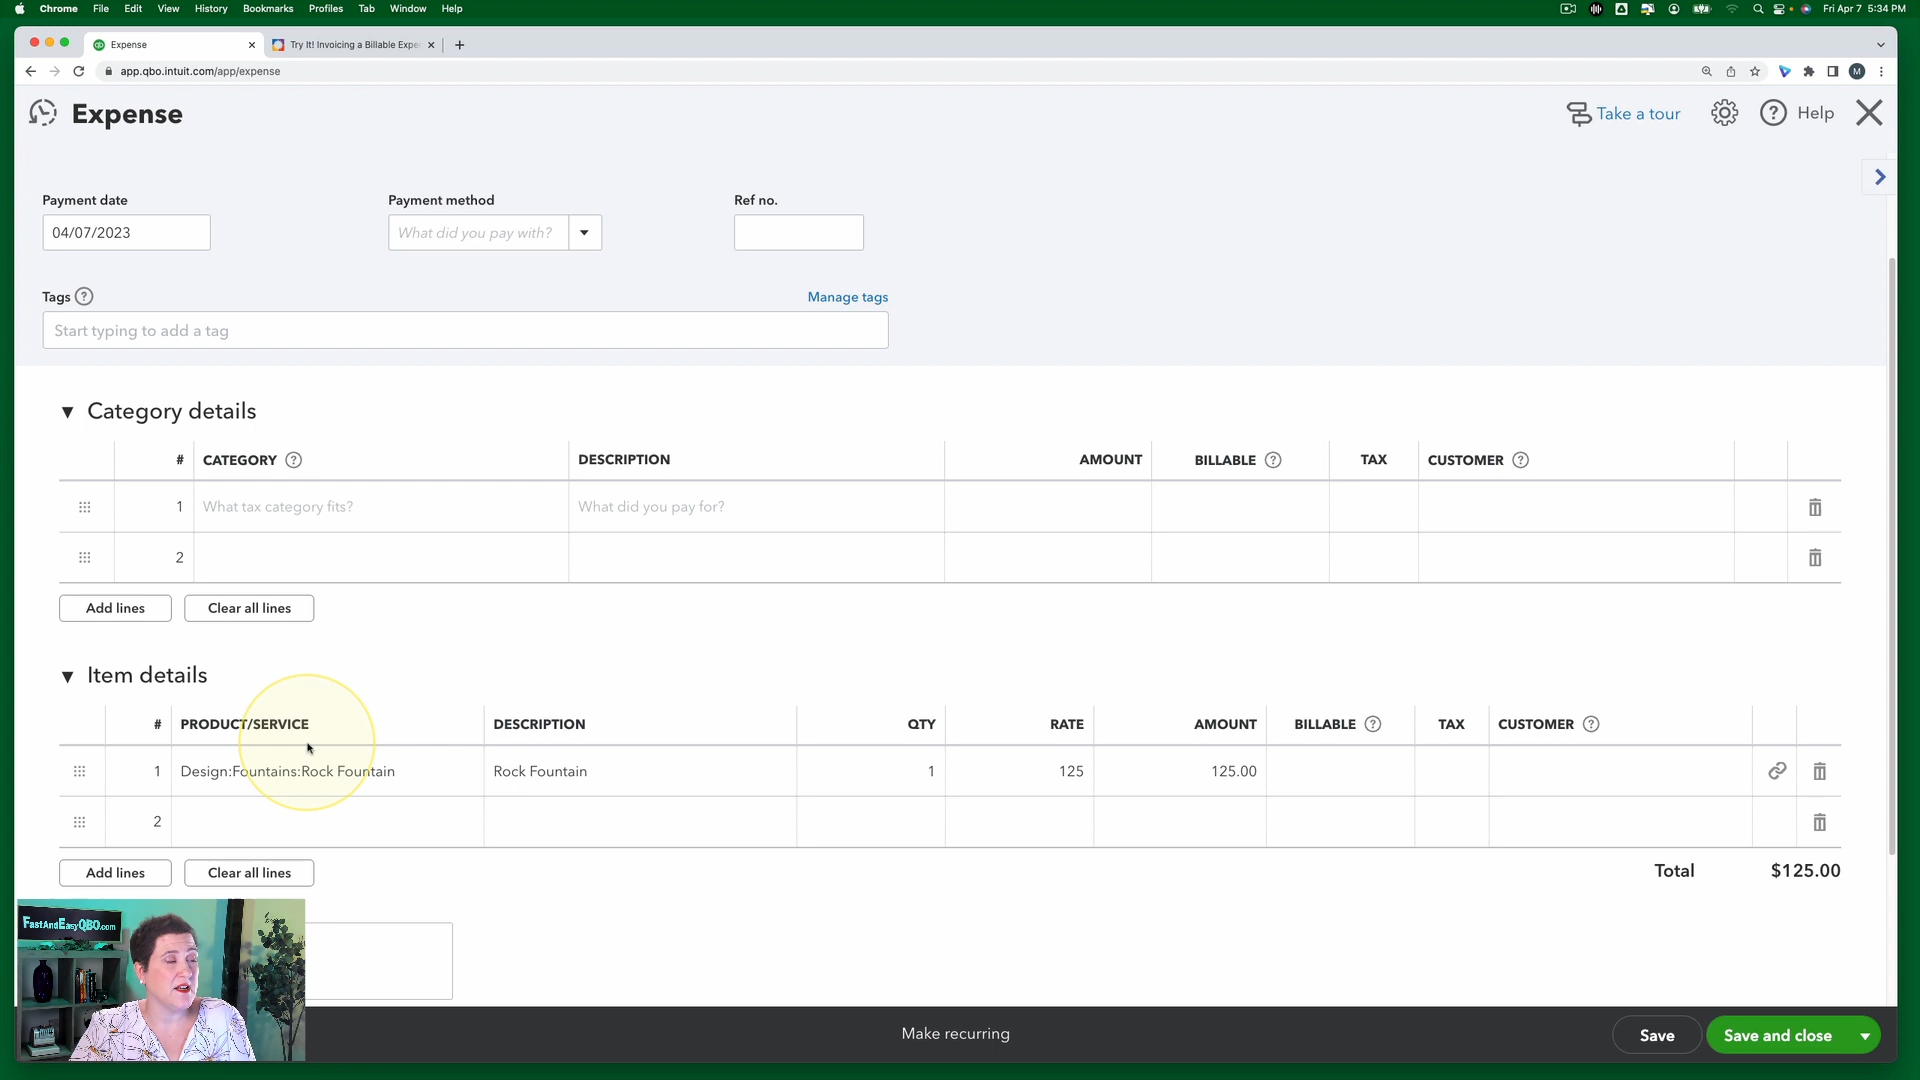 Chrome File Edit View History Bookmarks Profiles Tab Window Help Fri Apr 7 5:34 PM
Expense Try It! Invoicing a Billable Expe
app.qbo.intuit.com/app/expense M
Expense Take a tour Help
Payment date Payment method Ref no.
04/07/2023 What did you pay with?
Tags Manage tags
Start typing to add a tag
Category details
# CATEGORY DESCRIPTION AMOUNT BILLABLE TAX CUSTOMER
1 What tax category fits? What did you pay for?
2
Add lines Clear all lines
Item details
# PRODUCT/SERVICE DESCRIPTION QTY RATE AMOUNT BILLABLE TAX CUSTOMER
1 Design:Fountains:Rock Fountain Rock Fountain 1 125 125.00
2
Add lines Clear all lines Total $125.00
FastAndEasyQBO.com
Make recurring Save Save and close